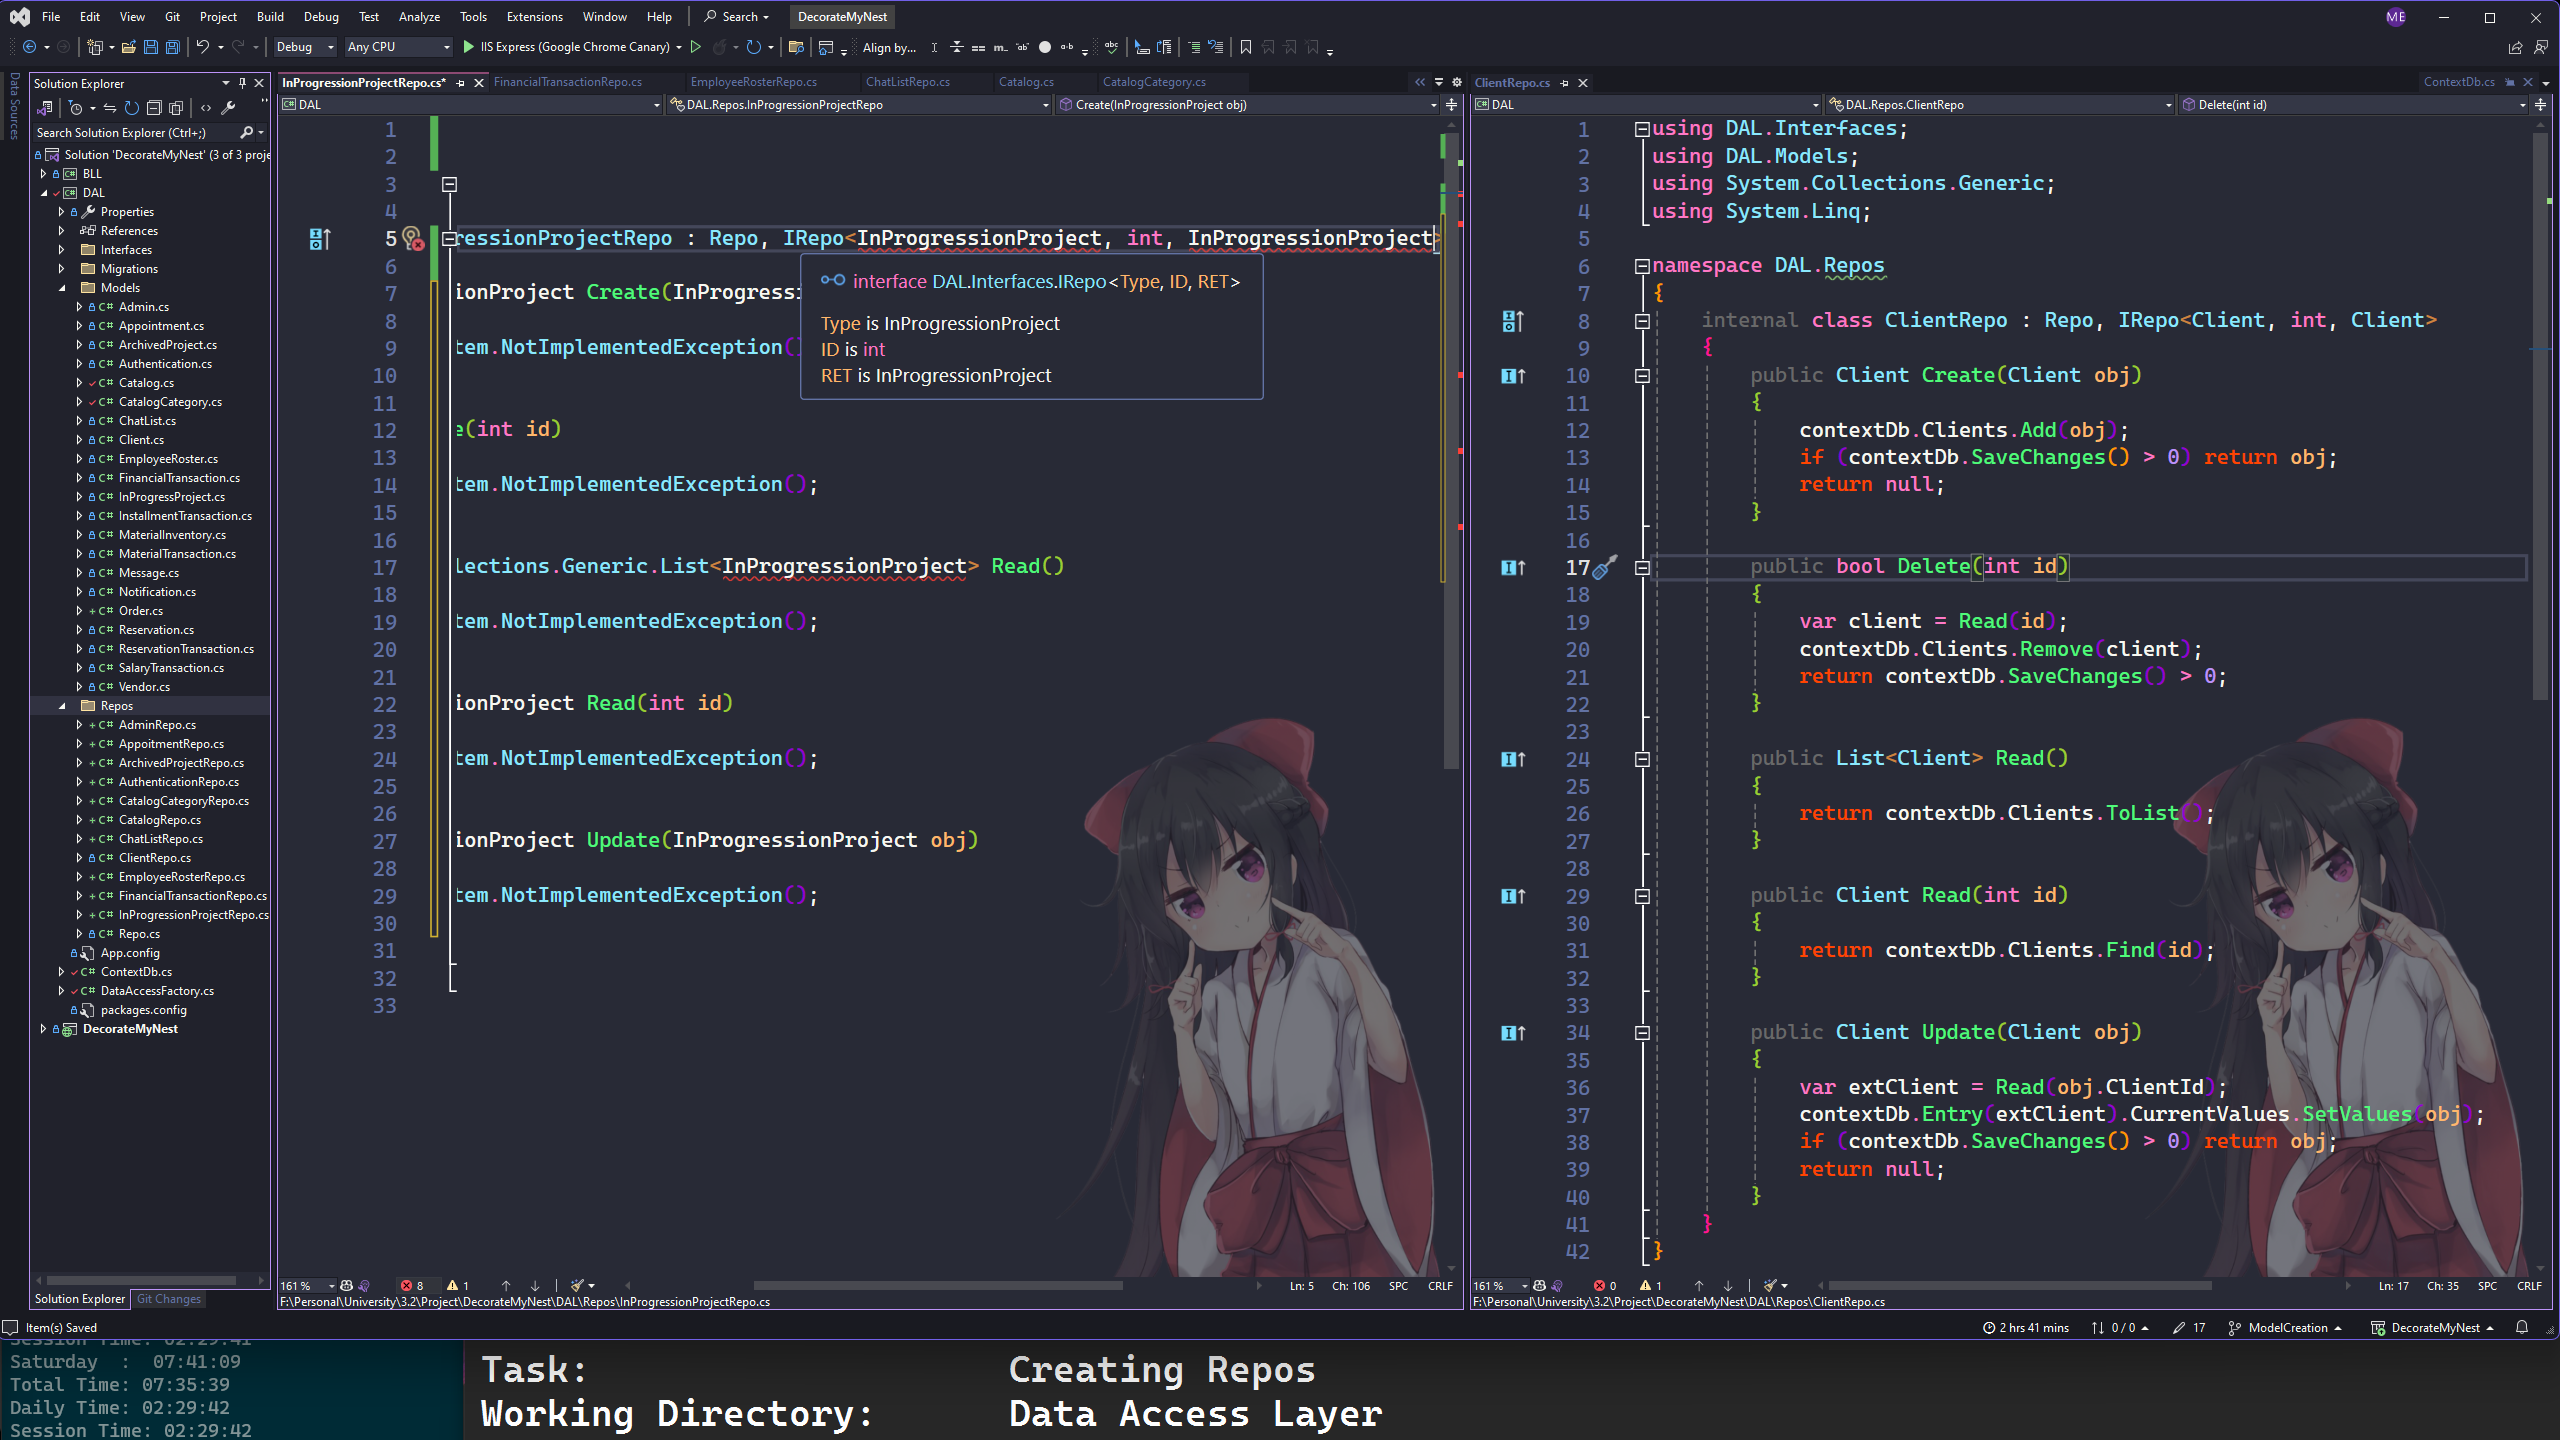 File Edit View Git Project Build Debug Test Analyze Tools Extensions Window Help Search DecorateMyNest ME
Debug Any CPU IIS Express (Google Chrome Canary) Align by...
Data Sources
Solution Explorer
Search Solution Explorer (Ctrl+;)
Solution 'DecorateMyNest' (3 of 3 proje
BLL
DAL
Properties
References
Interfaces
Migrations
Models
C# Admin.cs
C# Appointment.cs
C# ArchivedProject.cs
C# Authentication.cs
C# Catalog.cs
C# CatalogCategory.cs
C# ChatList.cs
C# Client.cs
C# EmployeeRoster.cs
C# FinancialTransaction.cs
C# InProgressProject.cs
C# InstallmentTransaction.cs
C# MaterialInventory.cs
C# MaterialTransaction.cs
C# Message.cs
C# Notification.cs
C# Order.cs
C# Reservation.cs
C# ReservationTransaction.cs
C# SalaryTransaction.cs
C# Vendor.cs
Repos
C# AdminRepo.cs
C# AppoitmentRepo.cs
C# ArchivedProjectRepo.cs
C# AuthenticationRepo.cs
C# CatalogCategoryRepo.cs
C# CatalogRepo.cs
C# ChatListRepo.cs
C# ClientRepo.cs
C# EmployeeRosterRepo.cs
C# FinancialTransactionRepo.cs
C# InProgressionProjectRepo.cs
C# Repo.cs
App.config
C# ContextDb.cs
C# DataAccessFactory.cs
packages.config
DecorateMyNest
Solution Explorer Git Changes
InProgressionProjectRepo.cs* FinancialTransactionRepo.cs EmployeeRosterRepo.cs ChatListRepo.cs Catalog.cs CatalogCategory.cs
DAL DAL.Repos.InProgressionProjectRepo Create(InProgressionProject obj)
1
2
3
4
5 ressionProjectRepo : Repo, IRepo<InProgressionProject, int, InProgressionProject>
6
interface DAL.Interfaces.IRepo<Type, ID, RET>
Type is InProgressionProject
ID is int
RET is InProgressionProject
7 ionProject Create(InProgressi
8
9 tem.NotImplementedException()
10
11
12 e(int id)
13
14 tem.NotImplementedException();
15
16
17 lections.Generic.List<InProgressionProject> Read()
18
19 tem.NotImplementedException();
20
21
22 ionProject Read(int id)
23
24 tem.NotImplementedException();
25
26
27 ionProject Update(InProgressionProject obj)
28
29 tem.NotImplementedException();
30
31
32
33
161 % 8 1 Ln: 5 Ch: 106 SPC CRLF
F:\Personal\University\3.2\Project\DecorateMyNest\DAL\Repos\InProgressionProjectRepo.cs
ClientRepo.cs ContextDb.cs
DAL DAL.Repos.ClientRepo Delete(int id)
1 using DAL.Interfaces;
2 using DAL.Models;
3 using System.Collections.Generic;
4 using System.Linq;
5
6 namespace DAL.Repos
7 {
8 internal class ClientRepo : Repo, IRepo<Client, int, Client>
9 {
10 public Client Create(Client obj)
11 {
12 contextDb.Clients.Add(obj);
13 if (contextDb.SaveChanges() > 0) return obj;
14 return null;
15 }
16
17 public bool Delete(int id)
18 {
19 var client = Read(id);
20 contextDb.Clients.Remove(client);
21 return contextDb.SaveChanges() > 0;
22 }
23
24 public List<Client> Read()
25 {
26 return contextDb.Clients.ToList();
27 }
28
29 public Client Read(int id)
30 {
31 return contextDb.Clients.Find(id);
32 }
33
34 public Client Update(Client obj)
35 {
36 var extClient = Read(obj.ClientId);
37 contextDb.Entry(extClient).CurrentValues.SetValues(obj);
38 if (contextDb.SaveChanges() > 0) return obj;
39 return null;
40 }
41 }
42 }
161 % 0 1 Ln: 17 Ch: 35 SPC CRLF
F:\Personal\University\3.2\Project\DecorateMyNest\DAL\Repos\ClientRepo.cs
Item(s) Saved 2 hrs 41 mins 0 / 0 17 ModelCreation DecorateMyNest
Session Time: 02:29:41
Saturday : 07:41:09
Total Time: 07:35:39
Daily Time: 02:29:42
Session Time: 02:29:42
Task: Creating Repos
Working Directory: Data Access Layer